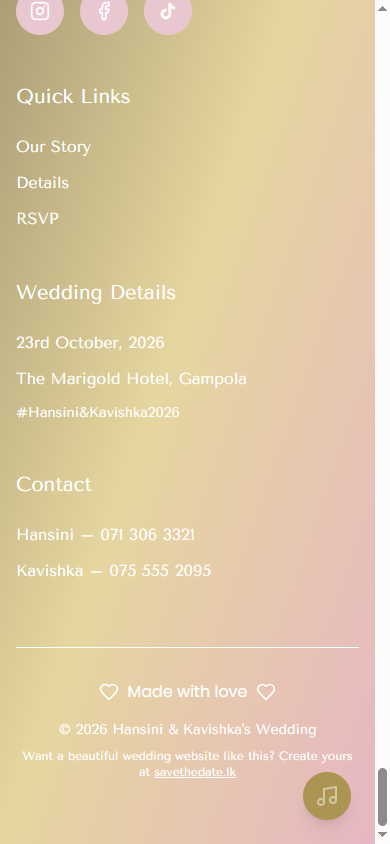 Quick Links
Our Story
Details
RSVP
Wedding Details
23rd October, 2026
The Marigold Hotel, Gampola
#Hansini&Kavishka2026
Contact
Hansini — 071 306 3321
Kavishka — 075 555 2095
Made with love
© 2026 Hansini & Kavishka's Wedding
Want a beautiful wedding website like this? Create yours
at savethedate.lk